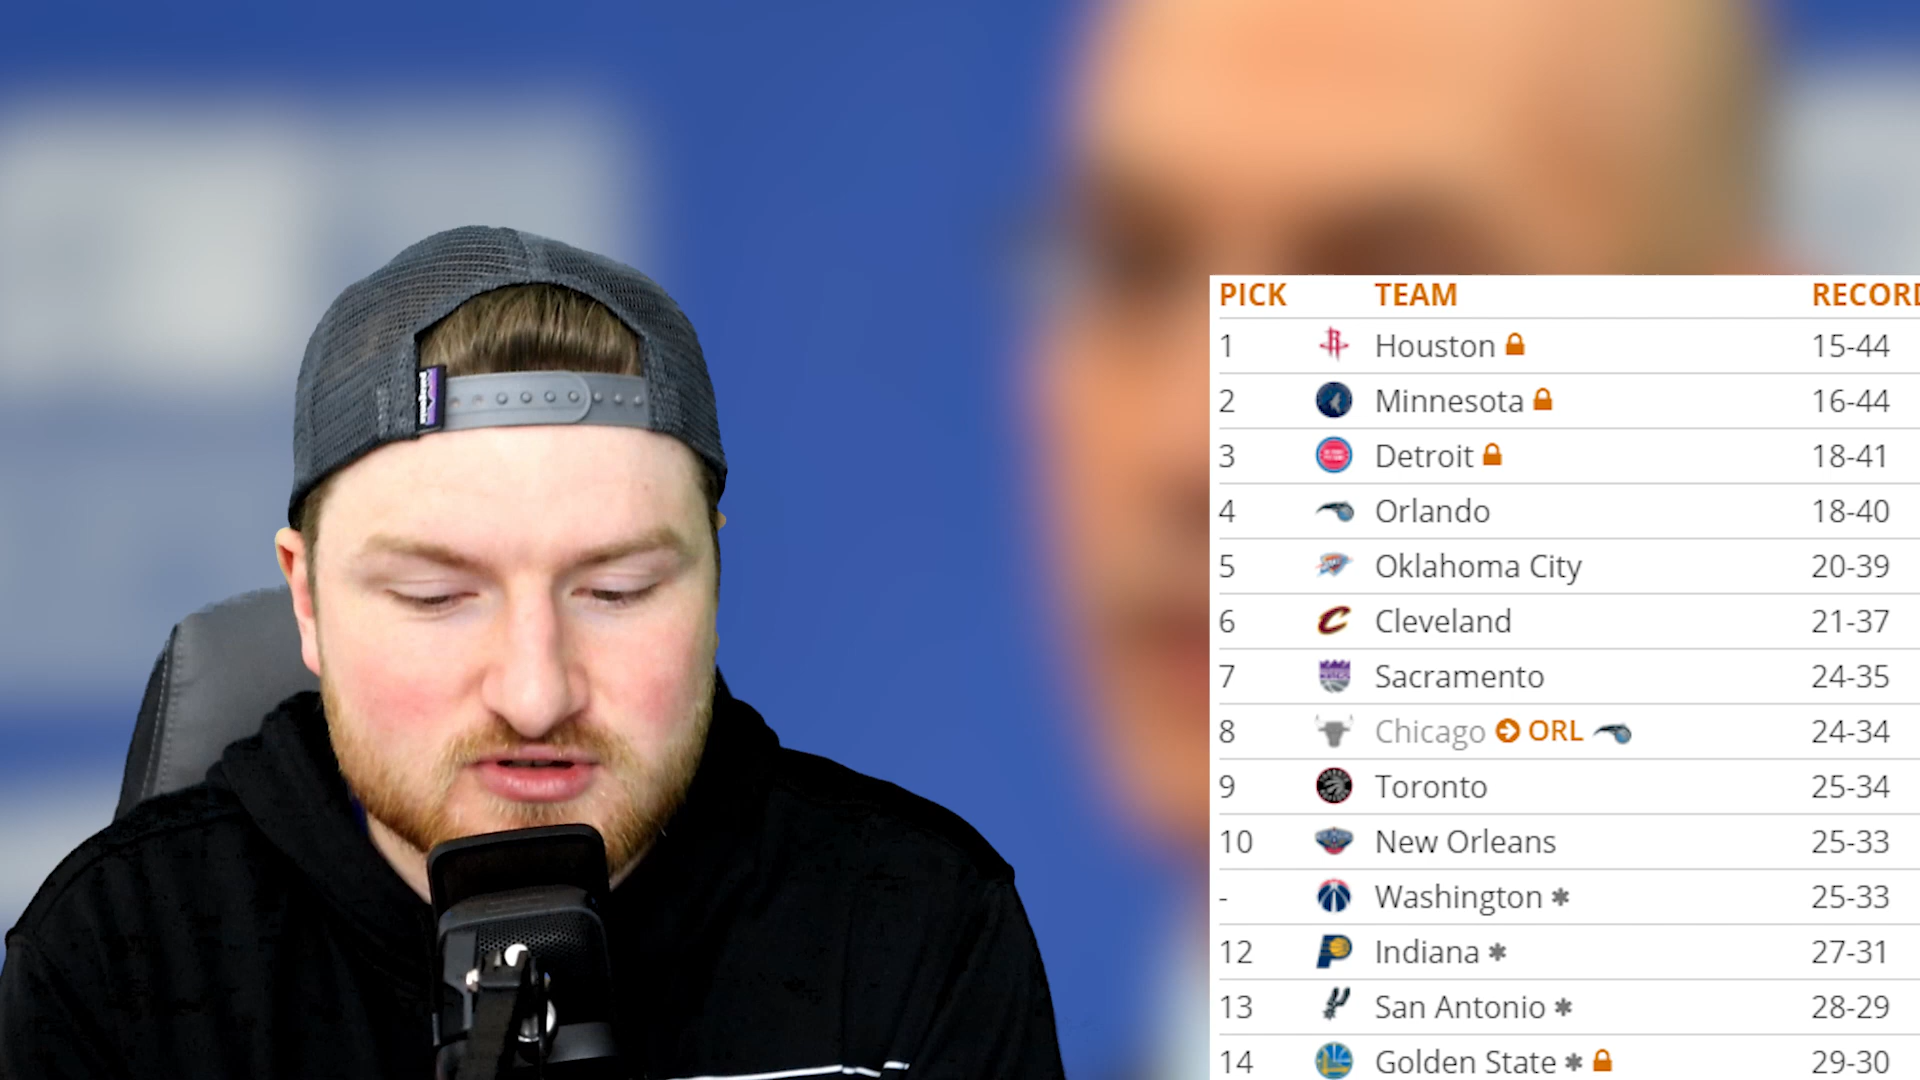 PICK TEAM RECORD
1 Houston 15-44
2 Minnesota 16-44
3 Detroit 18-41
4 Orlando 18-40
5 Oklahoma City 20-39
6 Cleveland 21-37
7 Sacramento 24-35
8 Chicago ORL 24-34
9 Toronto 25-34
10 New Orleans 25-33
- Washington * 25-33
12 Indiana * 27-31
13 San Antonio * 28-29
14 Golden State * 29-30